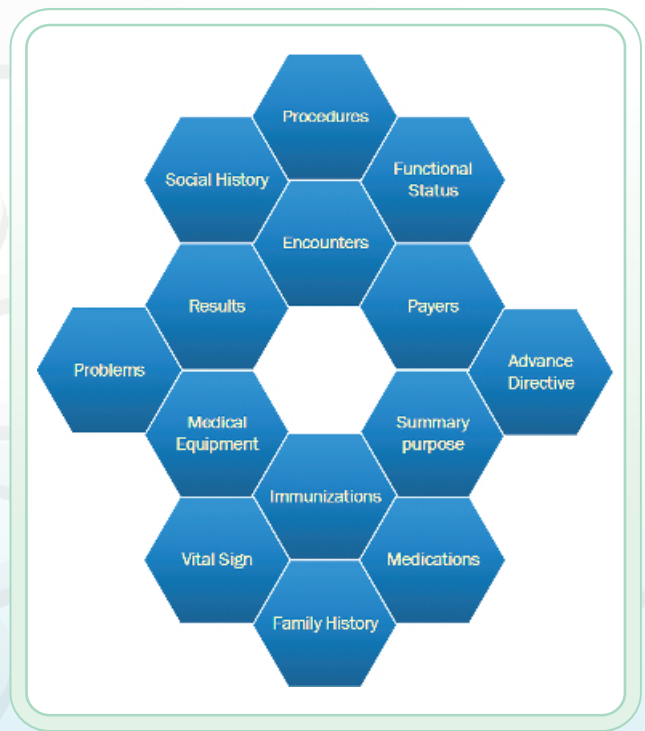 Procedures
Social History
Functional
Status
Encounters
Results
Payers
Problems
Advance
Directive
Medical
Equipment
Summary
purpose
Immunizations
Vital Sign
Medications
Family History